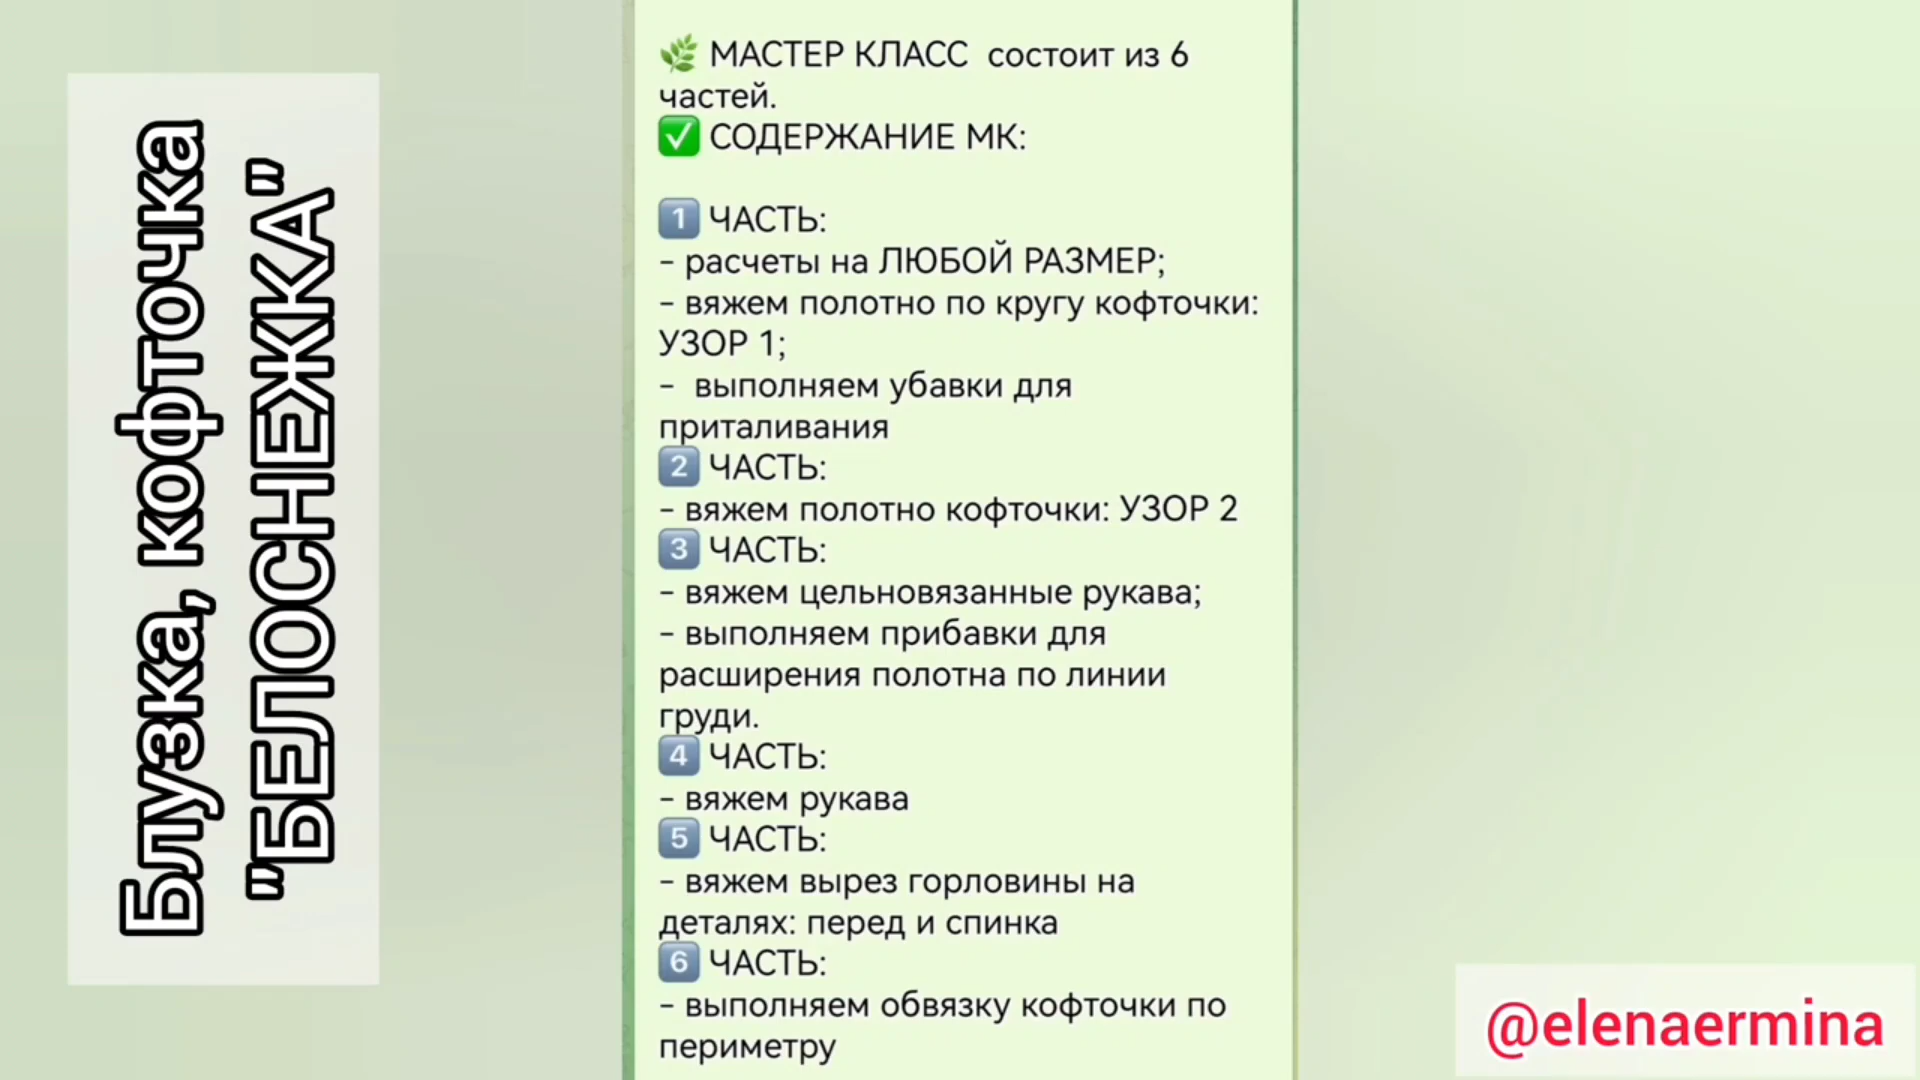 Блузка, кофточка
"БЕЛОСНЕЖКА"
🌿 МАСТЕР КЛАСС состоит из 6
частей.
✅ СОДЕРЖАНИЕ МК:
1️⃣ ЧАСТЬ:
- расчеты на ЛЮБОЙ РАЗМЕР;
- вяжем полотно по кругу кофточки:
УЗОР 1;
- выполняем убавки для
приталивания
2️⃣ ЧАСТЬ:
- вяжем полотно кофточки: УЗОР 2
3️⃣ ЧАСТЬ:
- вяжем цельновязанные рукава;
- выполняем прибавки для
расширения полотна по линии
груди.
4️⃣ ЧАСТЬ:
- вяжем рукава
5️⃣ ЧАСТЬ:
- вяжем вырез горловины на
деталях: перед и спинка
6️⃣ ЧАСТЬ:
- выполняем обвязку кофточки по
периметру
@elenaermina